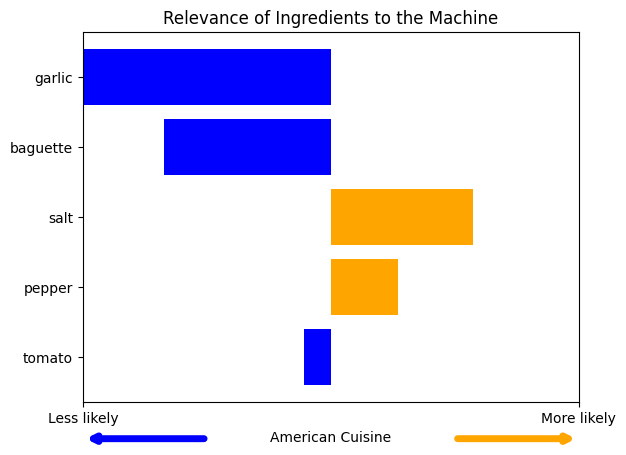 Relevance of Ingredients to the Machine
garlic
baguette
salt
pepper
tomato
Less likely
More likely
American Cuisine